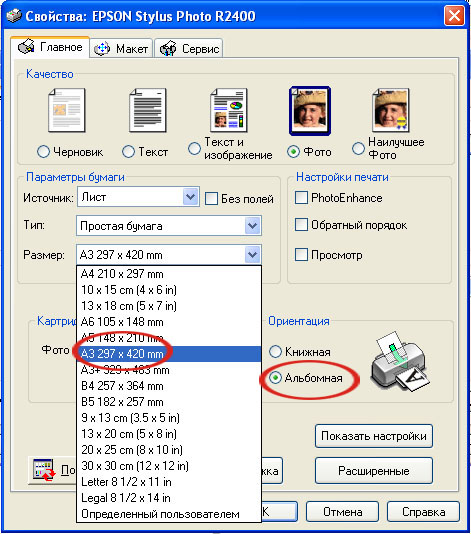 Свойства: EPSON Stylus Photo R2400
Главное
Макет
Сервис
Качество
Черновик
Текст
Текст и
изображение
Фото
Наилучшее
Фото
Параметры бумаги
Источник: Лист
Без полей
Тип: Простая бумага
Размер: A3 297 x 420 mm
Настройки печати
PhotoEnhance
Обратный порядок
Просмотр
A4 210 x 297 mm
10 x 15 cm (4 x 6 in)
13 x 18 cm (5 x 7 in)
A6 105 x 148 mm
A5 148 x 210 mm
A3 297 x 420 mm
A3+ 329 x 483 mm
B4 257 x 364 mm
B5 182 x 257 mm
9 x 13 cm (3.5 x 5 in)
13 x 20 cm (5 x 8 in)
20 x 25 cm (8 x 10 in)
30 x 30 cm (12 x 12 in)
Letter 8 1/2 x 11 in
Legal 8 1/2 x 14 in
Определенный пользователем
Картрид
Фото
Ориентация
Книжная
Альбомная
Показать настройки
По
жка
Расширенные
К
Отмена
Справка